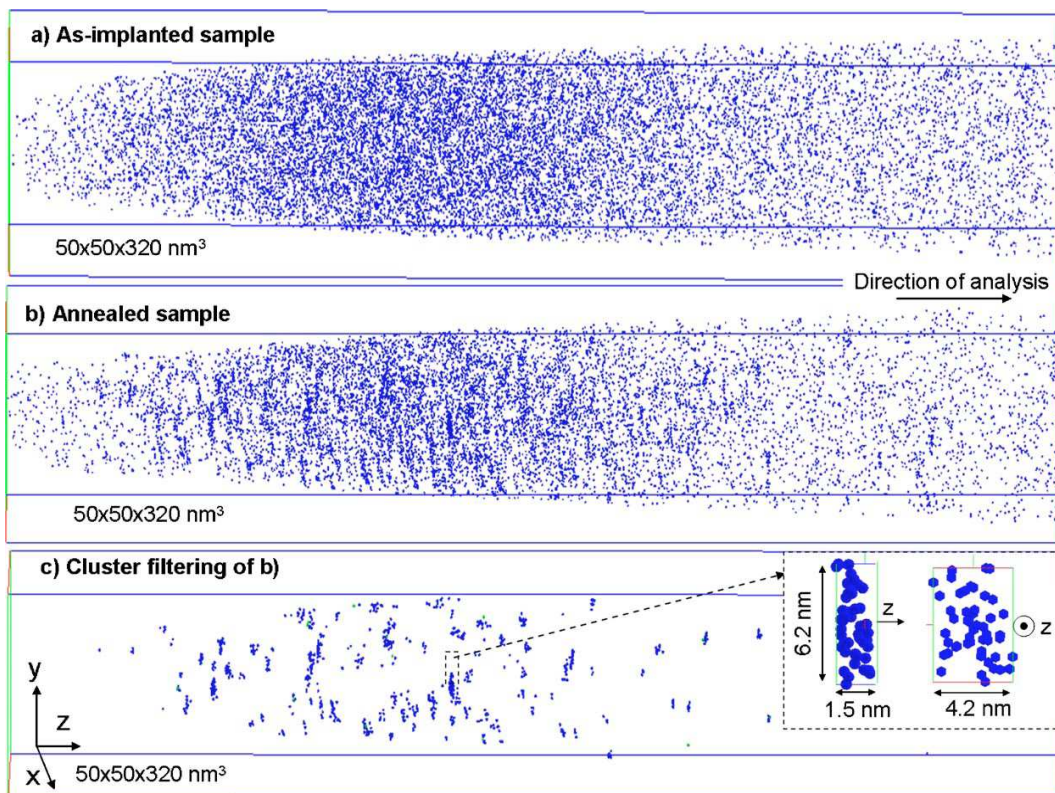 a) As-implanted sample
50x50x320 nm³
Direction of analysis
b) Annealed sample
50x50x320 nm³
c) Cluster filtering of b)
6.2 nm
z
z
1.5 nm
4.2 nm
y
z
x
50x50x320 nm³